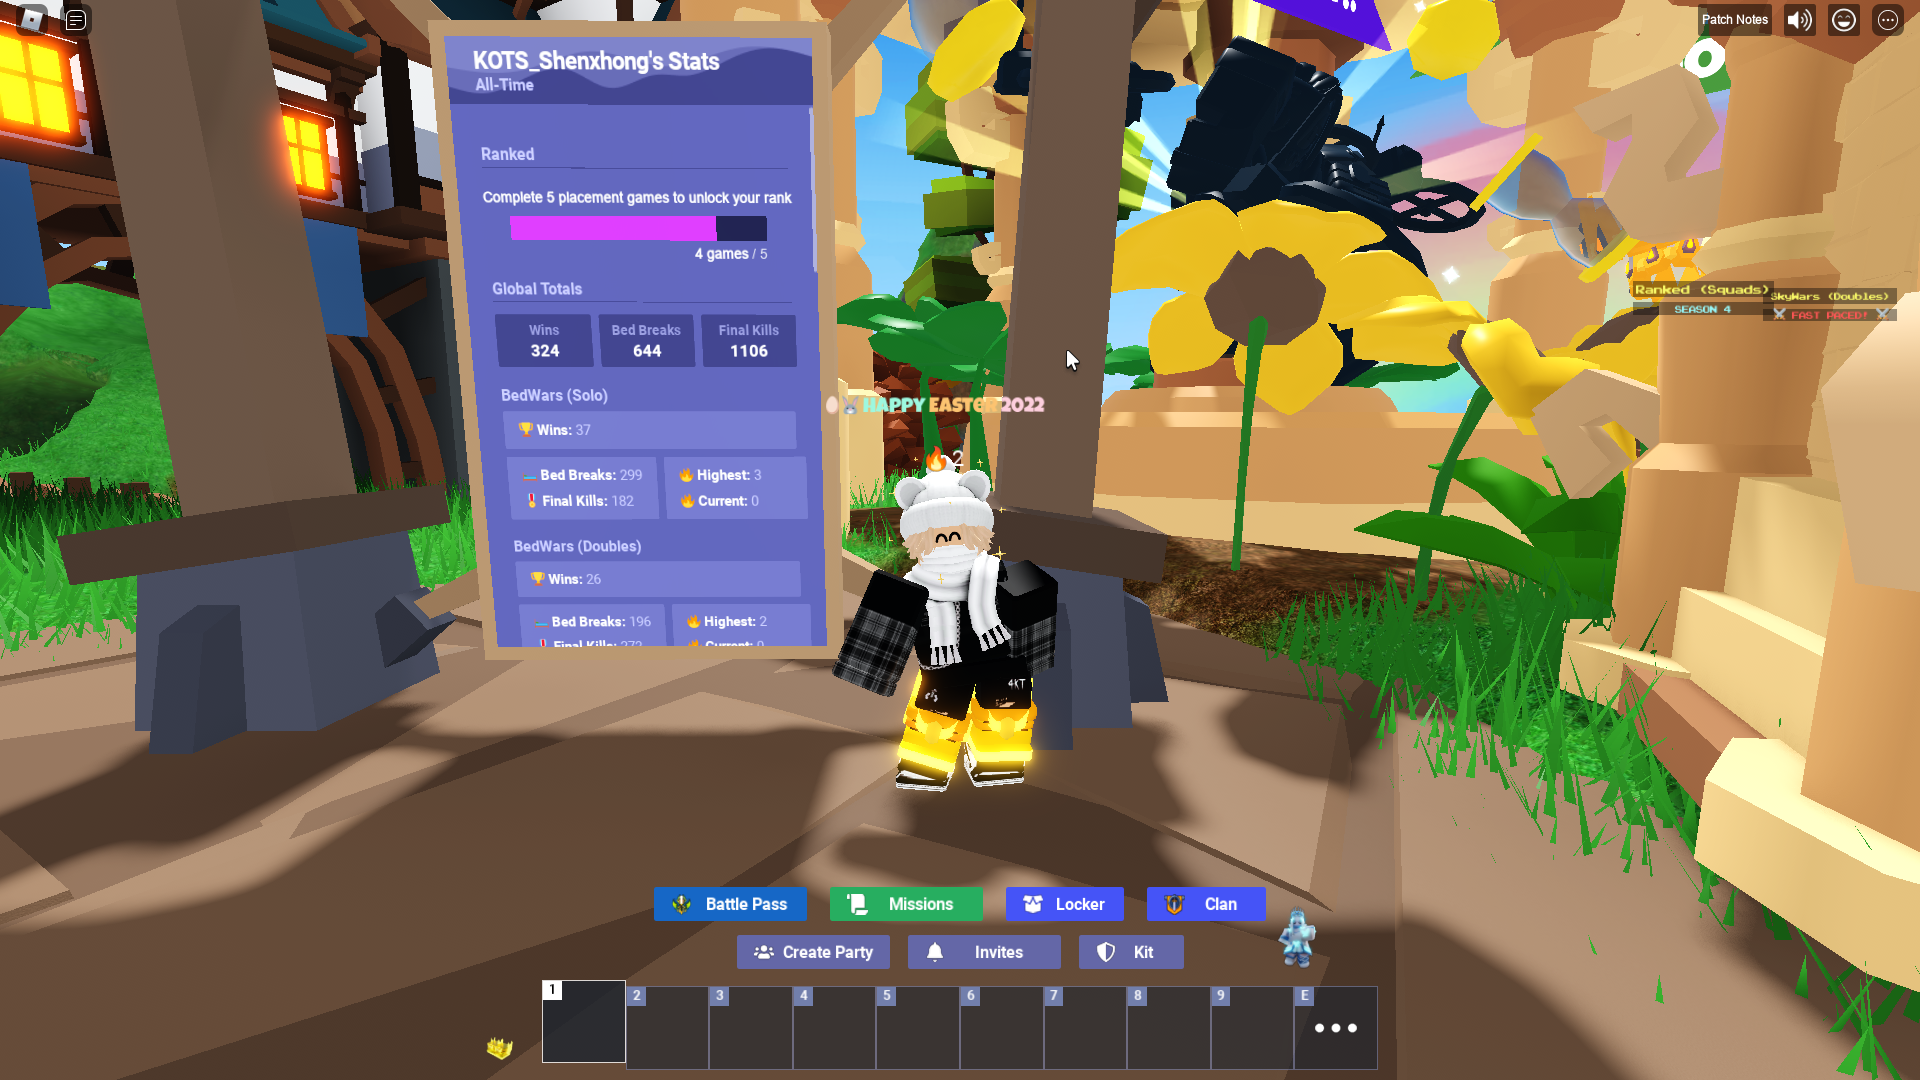 Patch Notes
KOTS_Shenxhong's Stats
All-Time
Ranked
Complete 5 placement games to unlock your rank
4 games / 5
Global Totals
Wins
324
Bed Breaks
644
Final Kills
1106
BedWars (Solo)
Wins: 37
Bed Breaks: 299
Final Kills: 182
Highest: 3
Current: 0
BedWars (Doubles)
Wins: 26
Bed Breaks: 196
Final Kills: 272
Highest: 2
Current: 0
Ranked (Squads)
SEASON 4
SkyWars (Doubles)
FAST PACED!
HAPPY EASTER 2022
2
4KT
Battle Pass
Missions
Locker
Clan
Create Party
Invites
Kit
1
2
3
4
5
6
7
8
9
E